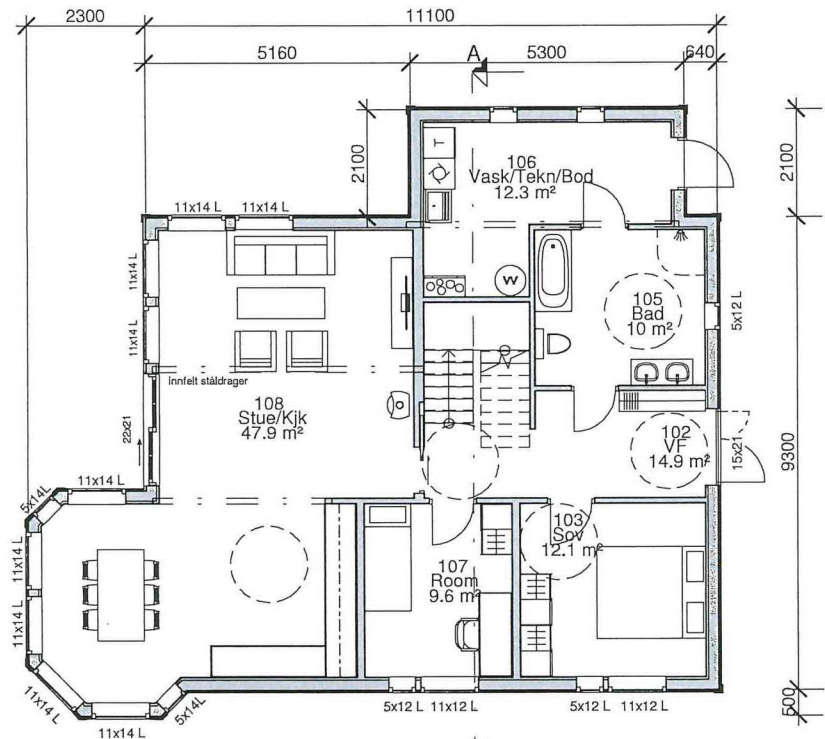 2300
11100
5160
A
5300
640
2100
2100
T
106
Vask/Tekn/Bod
12.3 m²
11x14 L
11x14 L
11x14 L
11x14 L
VV
105
Bad
10 m²
5x12 L
innfelt ståldrager
108
Stue/Kjk
47.9 m²
22x21
102
VF
14.9 m²
15x21
9300
11x14 L
5x14L
11x14 L
11x14 L
103
Sov
12.1 m²
107
Room
9.6 m²
11x14 L
5x14L
11x14 L
5x12 L
11x12 L
5x12 L
11x12 L
500